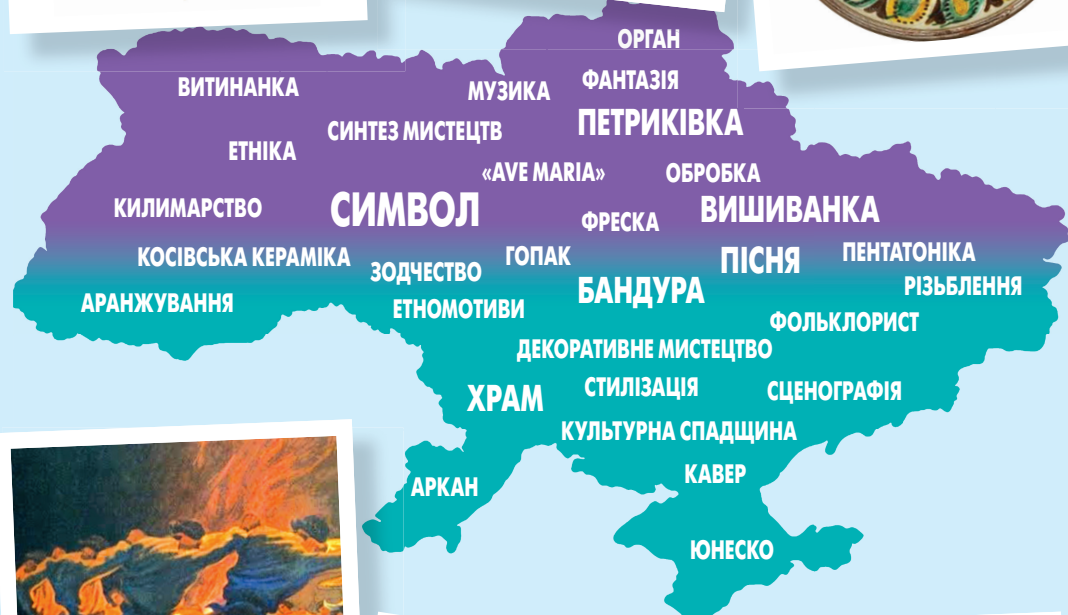 ОРГАН
ВИТИНАНКА
МУЗИКА
ФАНТАЗІЯ
СИНТЕЗ МИСТЕЦТВ
ПЕТРИКІВКА
ЕТНІКА
«AVE MARIA»
ОБРОБКА
КИЛИМАРСТВО
СИМВОЛ
ФРЕСКА
ВИШИВАНКА
КОСІВСЬКА КЕРАМІКА
ЗОДЧЕСТВО
ГОПАК
ПІСНЯ
ПЕНТАТОНІКА
АРАНЖУВАННЯ
ЕТНОМОТИВИ
БАНДУРА
РІЗЬБЛЕННЯ
ФОЛЬКЛОРИСТ
ДЕКОРАТИВНЕ МИСТЕЦТВО
ХРАМ
СТИЛІЗАЦІЯ
СЦЕНОГРАФІЯ
КУЛЬТУРНА СПАДЩИНА
АРКАН
КАВЕР
ЮНЕСКО